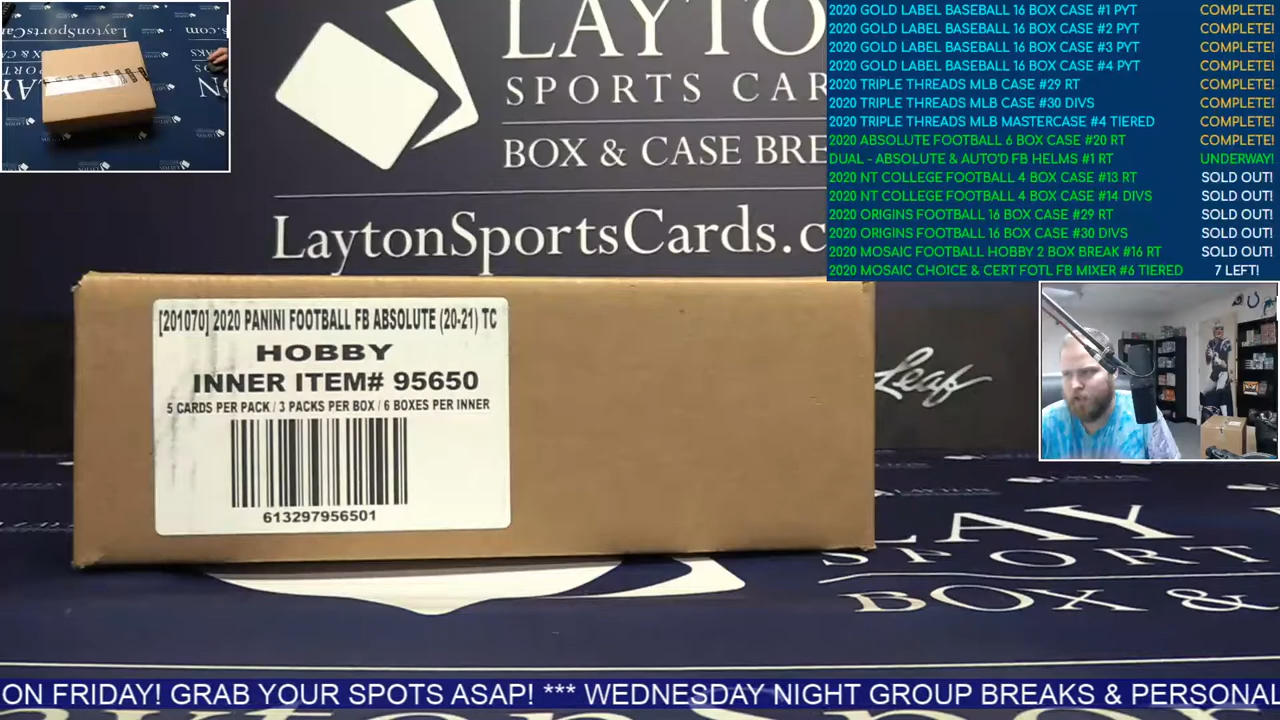 LAYTO
SPORTS CAR
BOX & CASE BRE
LaytonSportsCards.c
2020 GOLD LABEL BASEBALL 16 BOX CASE #1 PYT COMPLETE!
2020 GOLD LABEL BASEBALL 16 BOX CASE #2 PYT COMPLETE!
2020 GOLD LABEL BASEBALL 16 BOX CASE #3 PYT COMPLETE!
2020 GOLD LABEL BASEBALL 16 BOX CASE #4 PYT COMPLETE!
2020 TRIPLE THREADS MLB CASE #29 RT COMPLETE!
2020 TRIPLE THREADS MLB CASE #30 DIVS COMPLETE!
2020 TRIPLE THREADS MLB MASTERCASE #4 TIERED COMPLETE!
2020 ABSOLUTE FOOTBALL 6 BOX CASE #20 RT COMPLETE!
DUAL - ABSOLUTE & AUTO'D FB HELMS #1 RT UNDERWAY!
2020 NT COLLEGE FOOTBALL 4 BOX CASE #13 RT SOLD OUT!
2020 NT COLLEGE FOOTBALL 4 BOX CASE #14 DIVS SOLD OUT!
2020 ORIGINS FOOTBALL 16 BOX CASE #29 RT SOLD OUT!
2020 ORIGINS FOOTBALL 16 BOX CASE #30 DIVS SOLD OUT!
2020 MOSAIC FOOTBALL HOBBY 2 BOX BREAK #16 RT SOLD OUT!
2020 MOSAIC CHOICE & CERT FOTL FB MIXER #6 TIERED 7 LEFT!
[201070] 2020 PANINI FOOTBALL FB ABSOLUTE (20-21) TC
HOBBY
INNER ITEM# 95650
5 CARDS PER PACK / 3 PACKS PER BOX / 6 BOXES PER INNER
613297956501
Leaf
LAY
SPORT
BOX &
ON FRIDAY! GRAB YOUR SPOTS ASAP! *** WEDNESDAY NIGHT GROUP BREAKS & PERSONAL